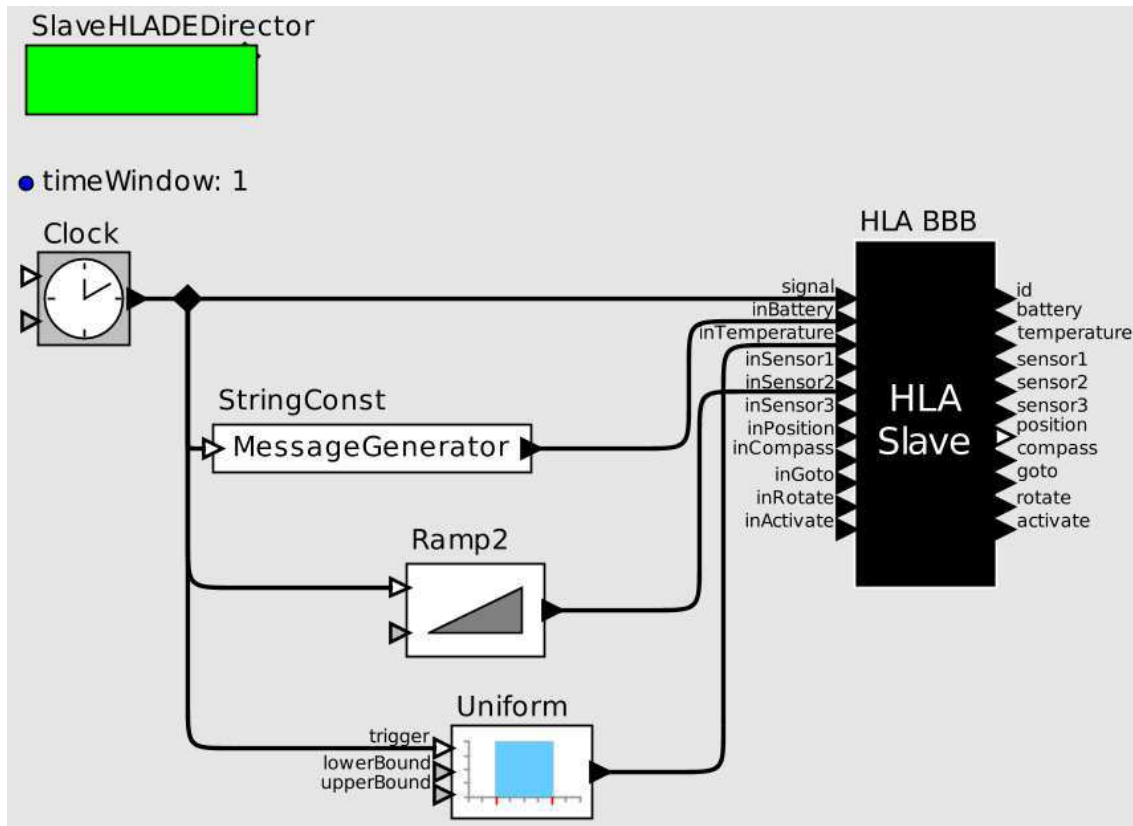 SlaveHLADEDirector
timeWindow: 1
Clock
HLA BBB
signal
inBattery
inTemperature
inSensor1
inSensor2
inSensor3
inPosition
inCompass
inGoto
inRotate
inActivate
HLA
Slave
id
battery
temperature
sensor1
sensor2
sensor3
position
compass
goto
rotate
activate
StringConst
MessageGenerator
Ramp2
Uniform
trigger
lowerBound
upperBound